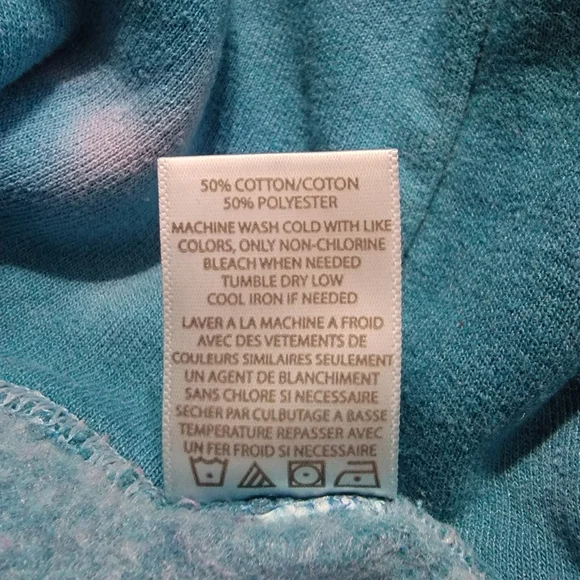 50% COTTON/COTON
50% POLYESTER
MACHINE WASH COLD WITH LIKE
COLORS, ONLY NON-CHLORINE
BLEACH WHEN NEEDED
TUMBLE DRY LOW
COOL IRON IF NEEDED
LAVER A LA MACHINE A FROID
AVEC DES VETEMENTS DE
COULEURS SIMILAIRES SEULEMENT
UN AGENT DE BLANCHIMENT
SANS CHLORE SI NECESSAIRE
SECHER PAR CULBUTAGE A BASSE
TEMPERATURE REPASSER AVEC
UN FER FROID SI NECESSAIRE